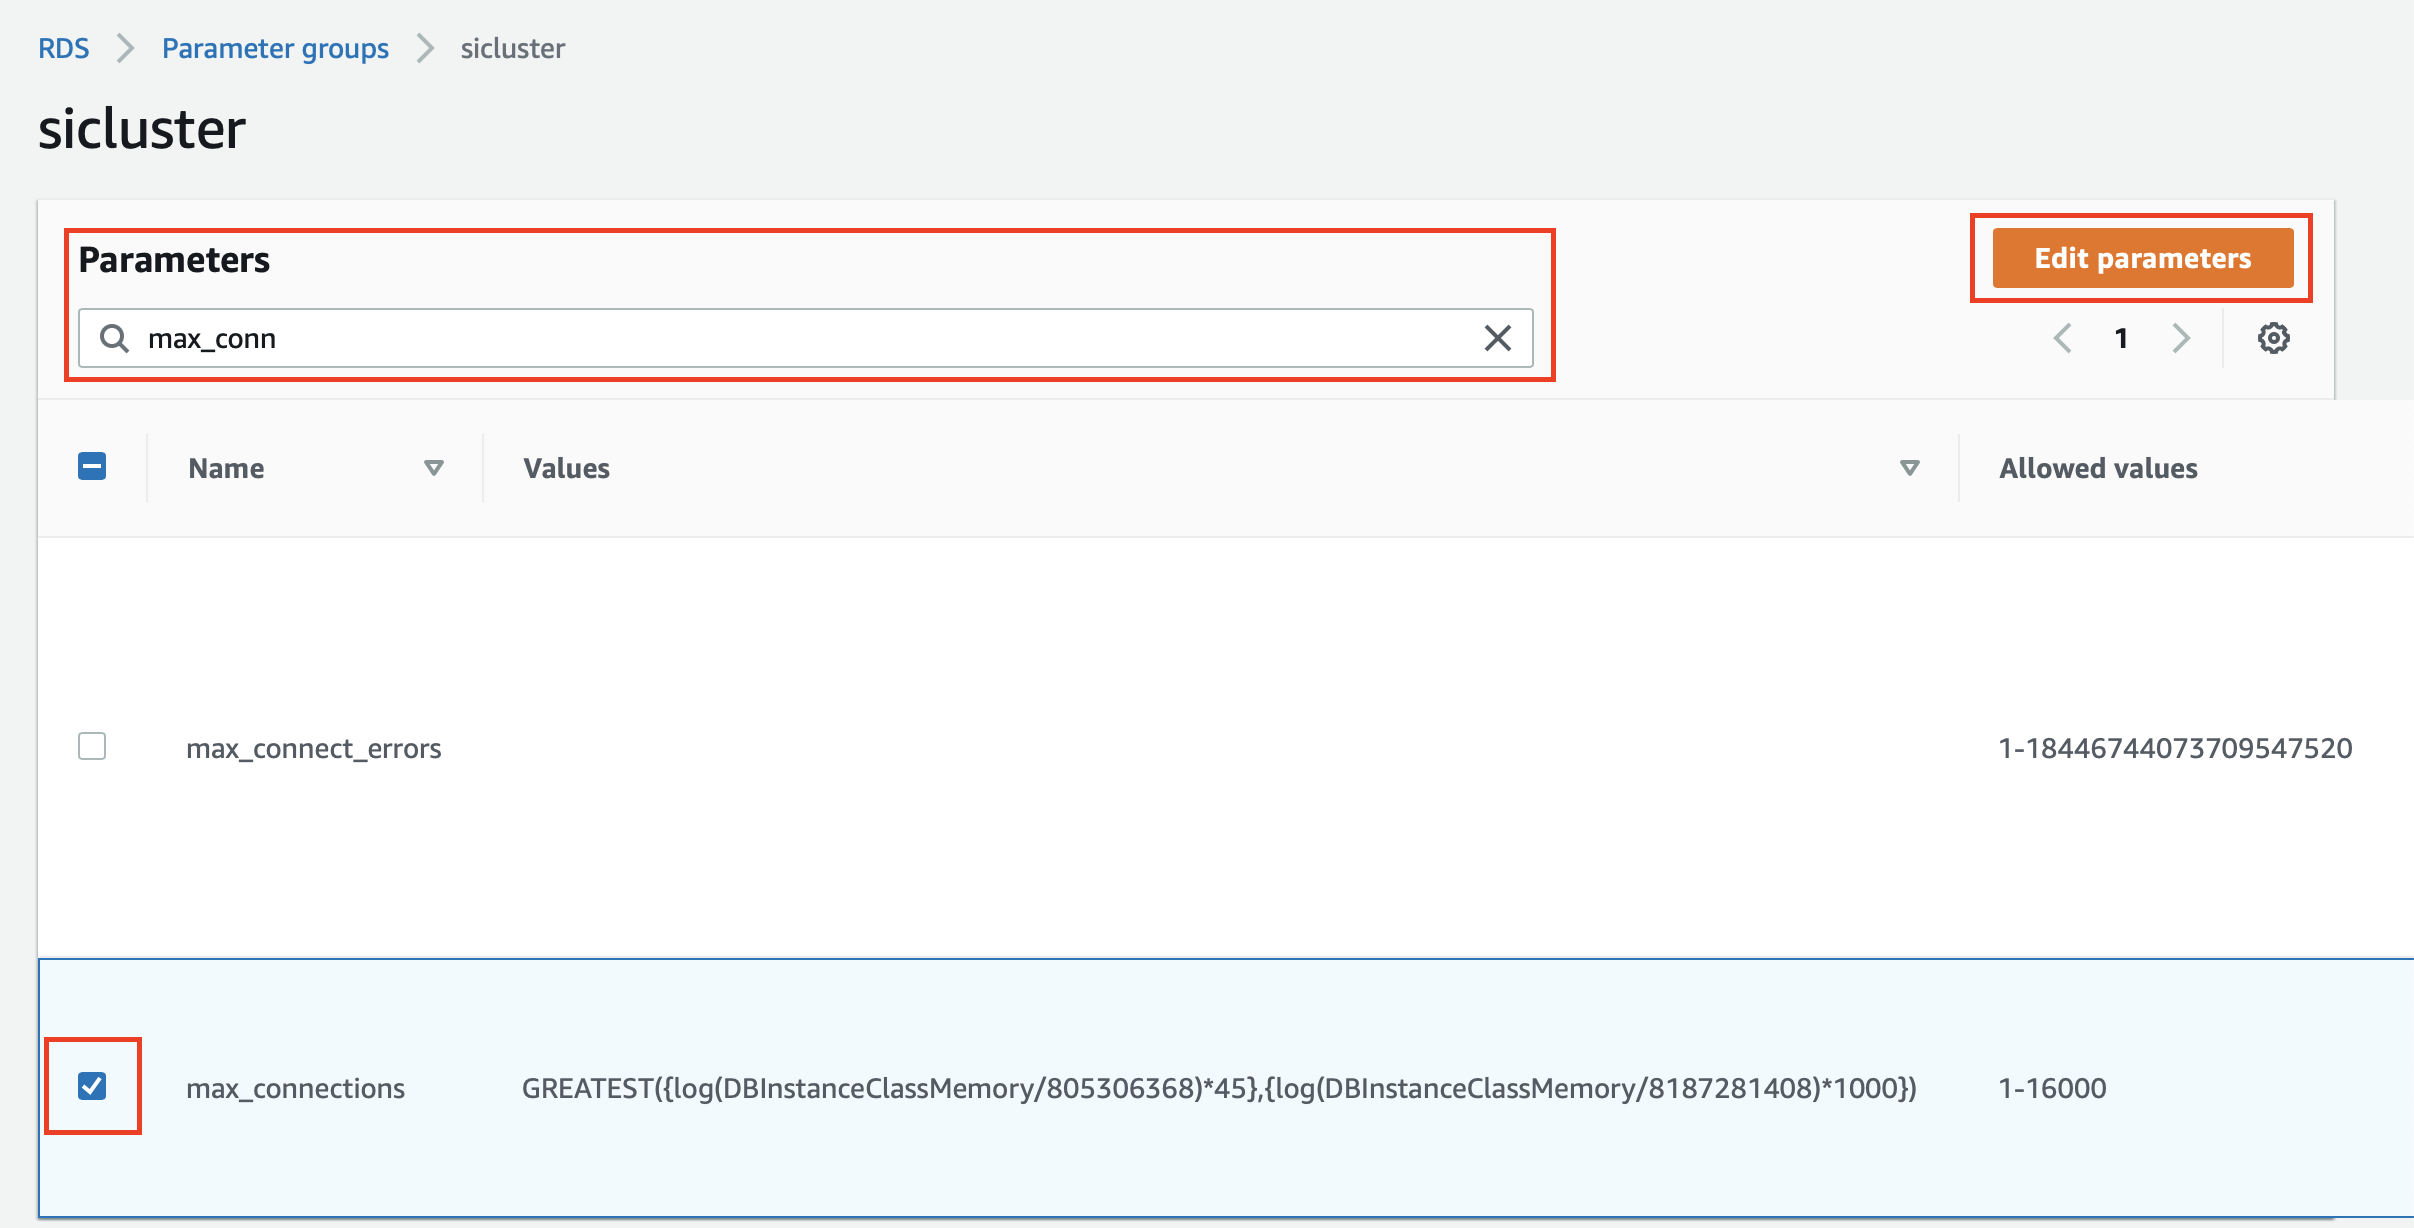 RDS Parameter groups sicluster
sicluster
Parameters
Edit parameters
max_conn
1
Name Values Allowed values
max_connect_errors 1-18446744073709547520
max_connections GREATEST({log(DBInstanceClassMemory/805306368)*45},{log(DBInstanceClassMemory/8187281408)*1000}) 1-16000